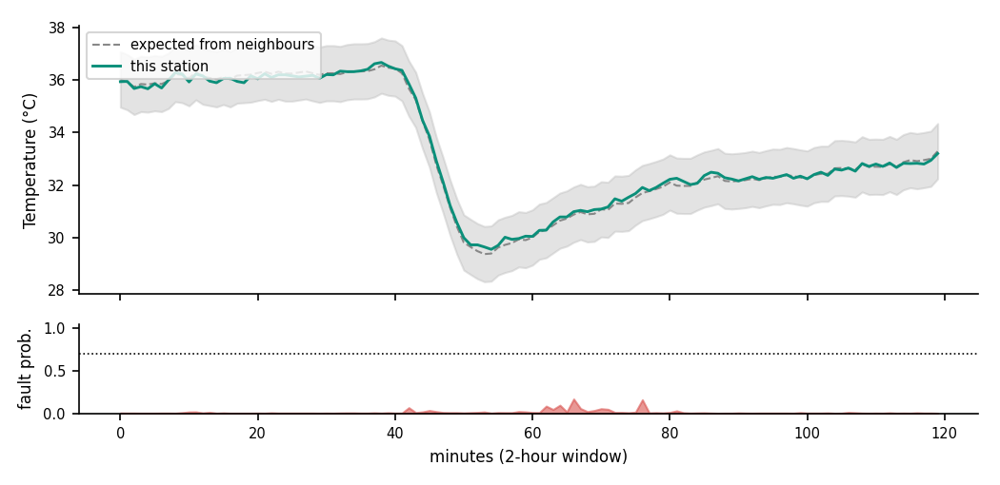 38
36
34
32
30
28
Temperature (°C)
expected from neighbours
this station
1.0
0.5
0.0
fault prob.
0 20 40 60 80 100 120
minutes (2-hour window)